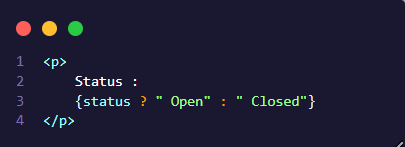 1 <p>
2     Status :
3     {status ? " Open" : " Closed"}
4 </p>